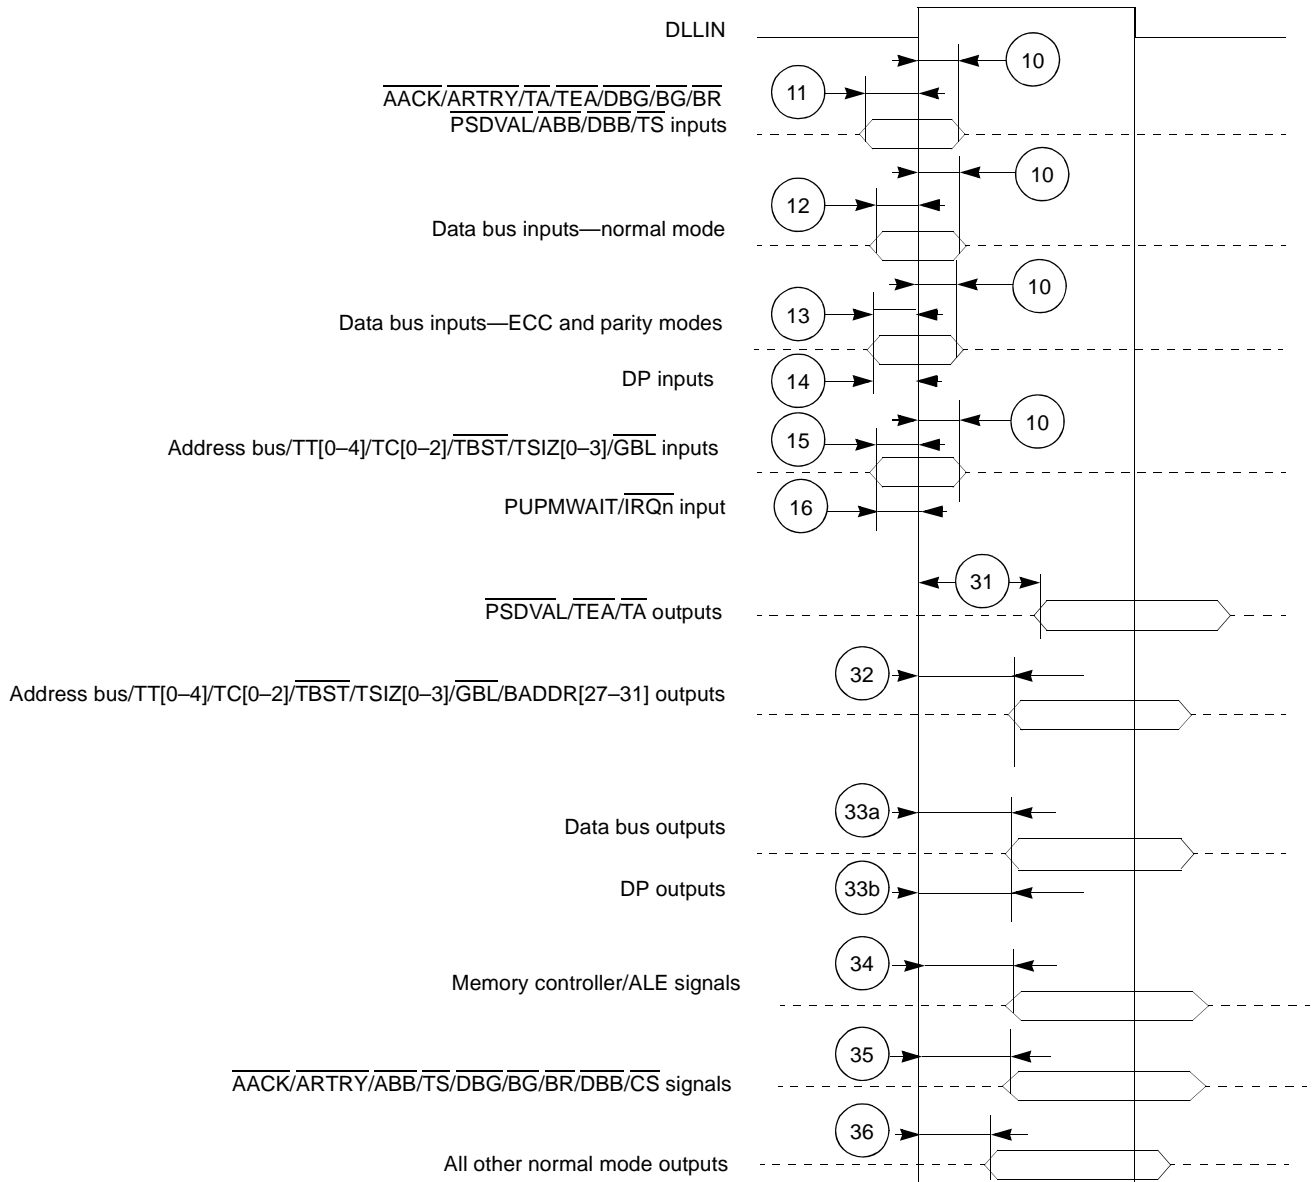 DLLIN
10
11
AACK/ARTRY/TA/TEA/DBG/BG/BR
PSDVAL/ABB/DBB/TS inputs
10
12
Data bus inputs—normal mode
10
13
Data bus inputs—ECC and parity modes
DP inputs
14
10
15
Address bus/TT[0–4]/TC[0–2]/TBST/TSIZ[0–3]/GBL inputs
PUPMWAIT/IRQn input
16
31
PSDVAL/TEA/TA outputs
32
Address bus/TT[0–4]/TC[0–2]/TBST/TSIZ[0–3]/GBL/BADDR[27–31] outputs
33a
Data bus outputs
DP outputs
33b
34
Memory controller/ALE signals
35
AACK/ARTRY/ABB/TS/DBG/BG/BR/DBB/CS signals
36
All other normal mode outputs